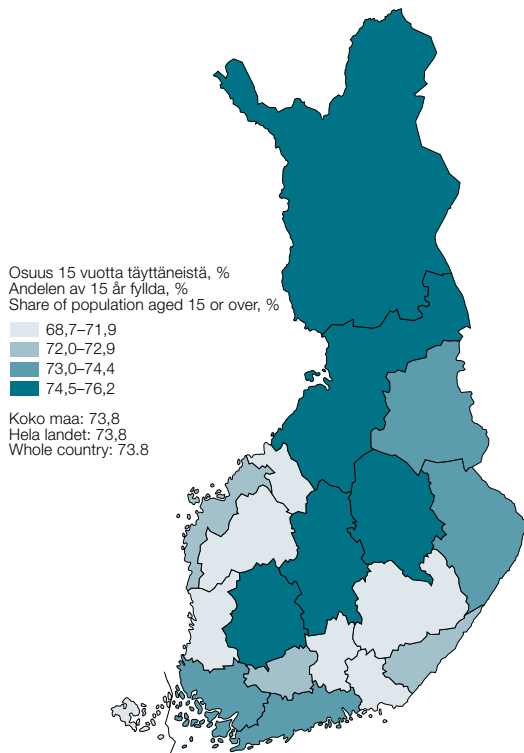 Osuus 15 vuotta täyttäneistä, %
Andelen av 15 år fyllda, %
Share of population aged 15 or over, %
68,7–71,9
72,0–72,9
73,0–74,4
74,5–76,2
Koko maa: 73,8
Hela landet: 73,8
Whole country: 73.8